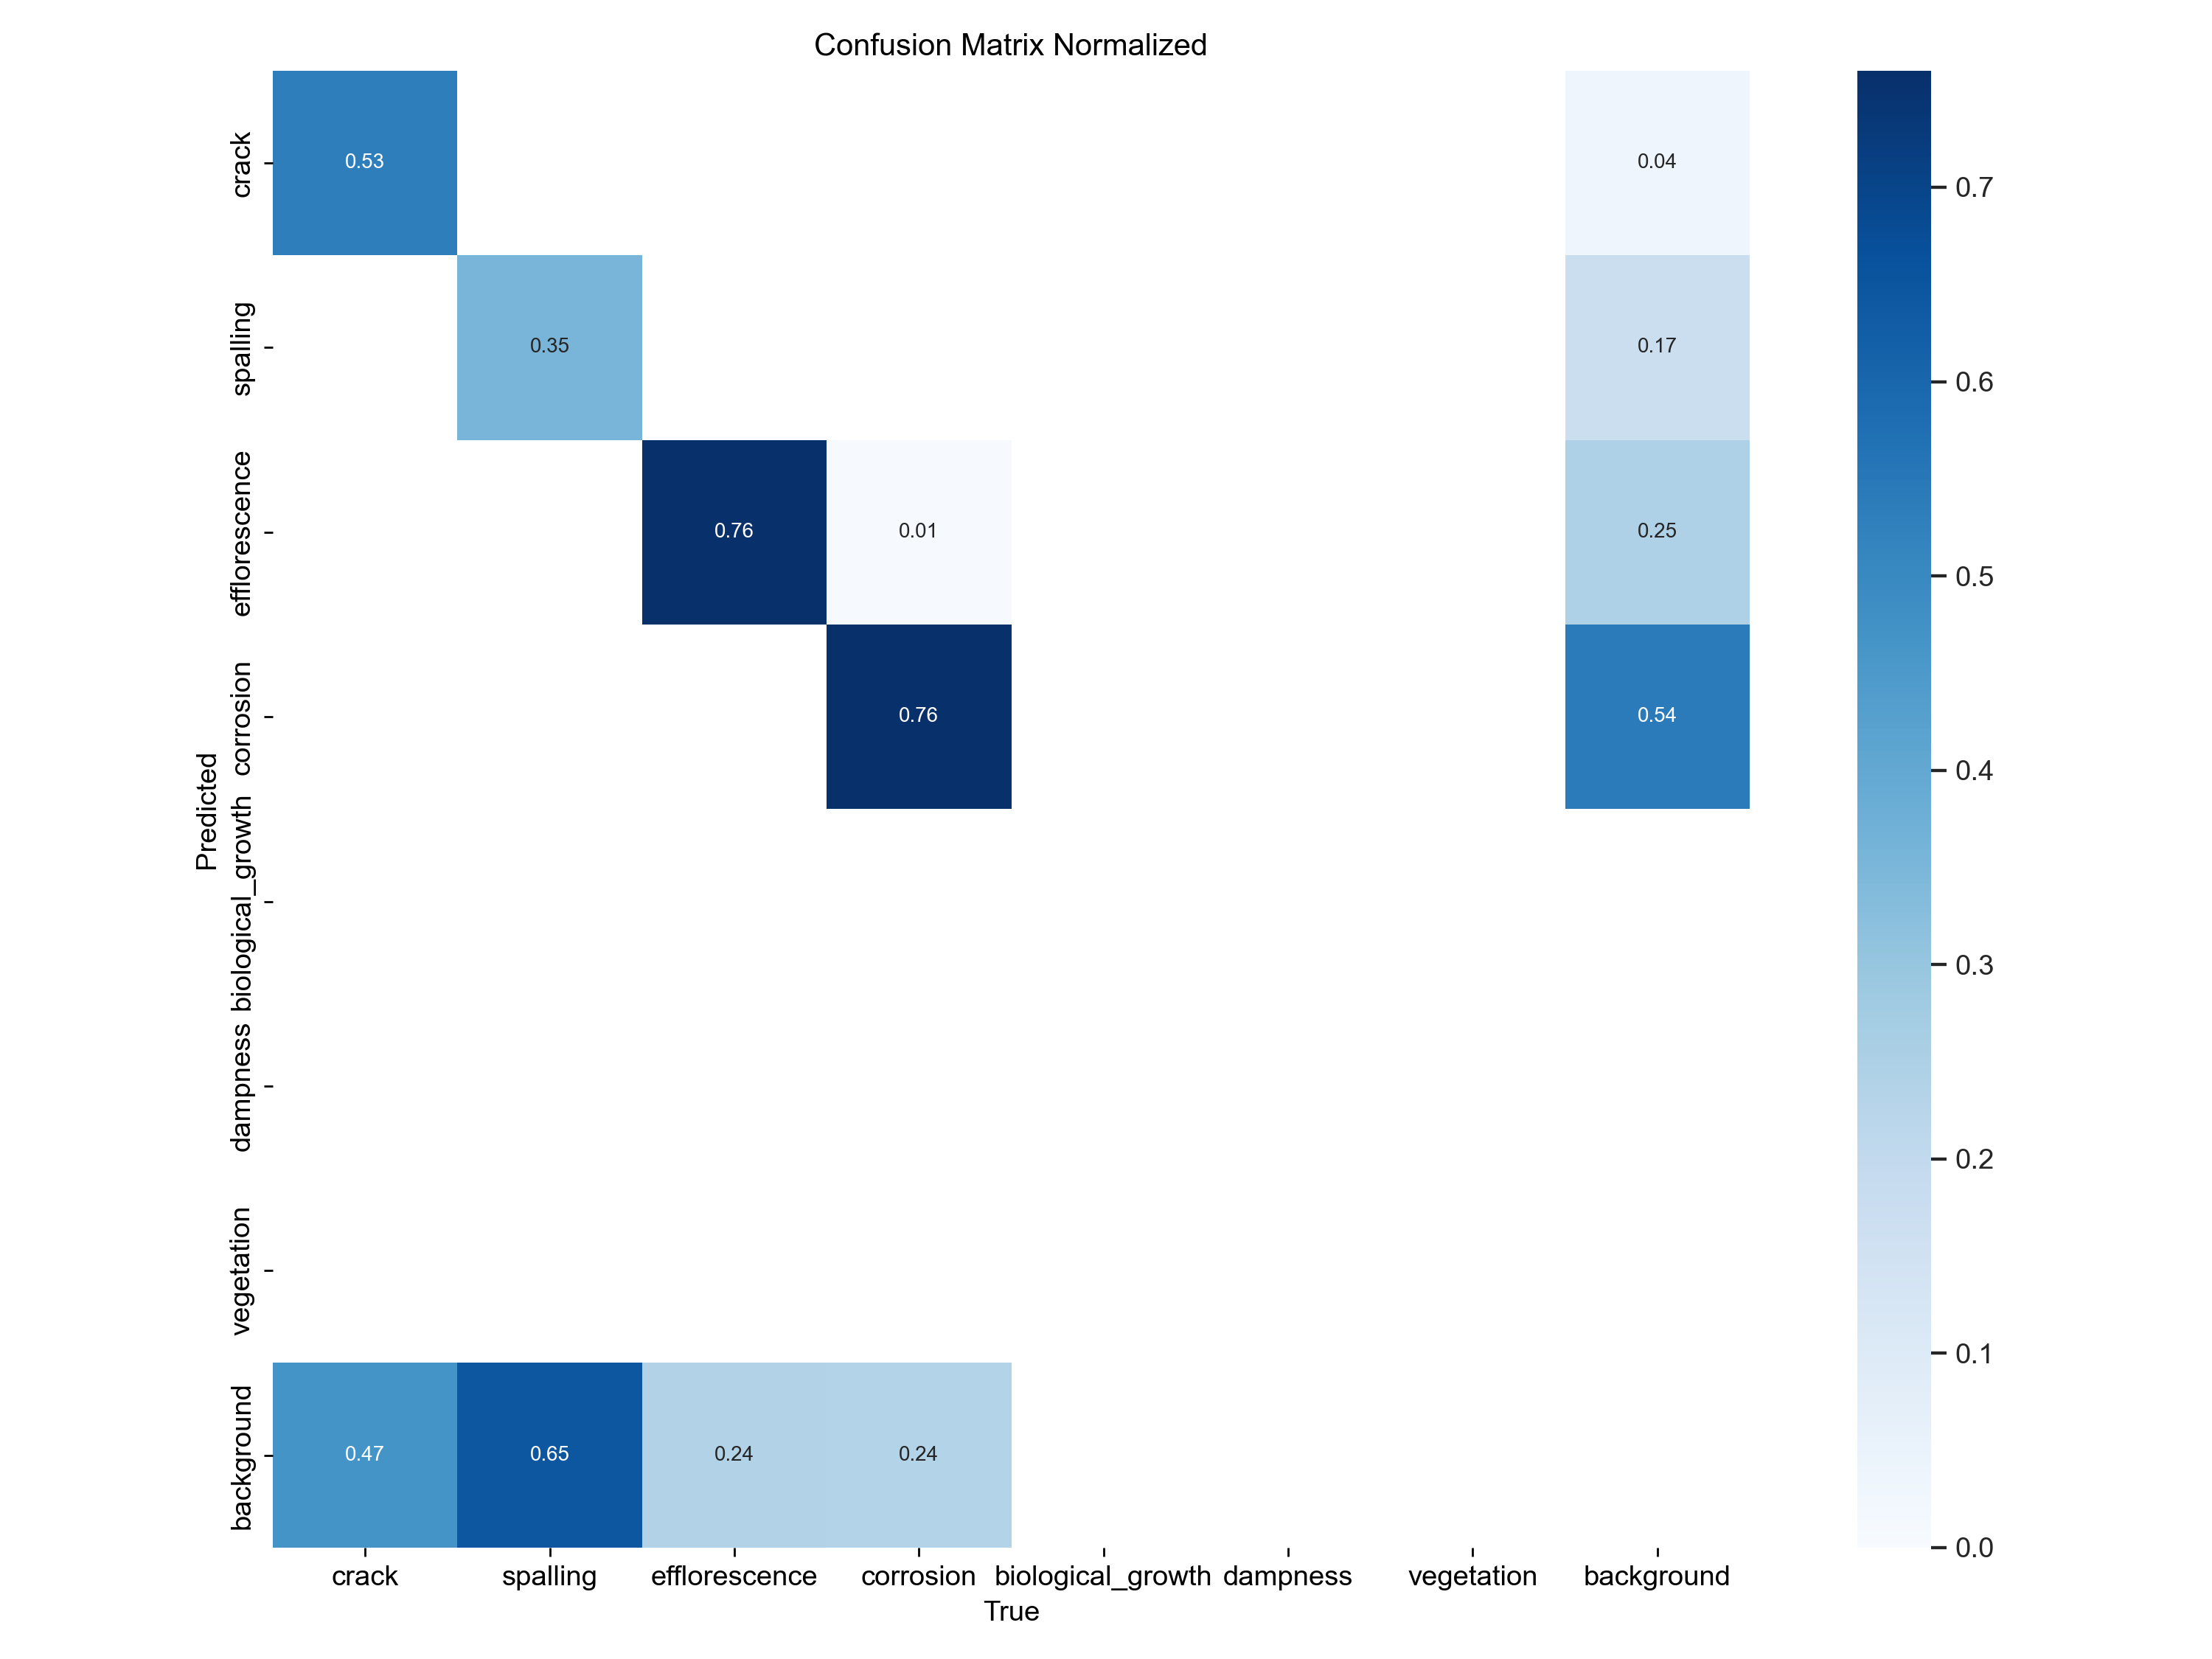 Confusion Matrix Normalized
Predicted
crack
0.53
0.04
spalling
0.35
0.17
efflorescence
0.76
0.01
0.25
corrosion
0.76
0.54
biological_growth
dampness
vegetation
background
0.47
0.65
0.24
0.24
crack spalling efflorescence corrosion biological_growth dampness vegetation background
True
0.7
0.6
0.5
0.4
0.3
0.2
0.1
0.0